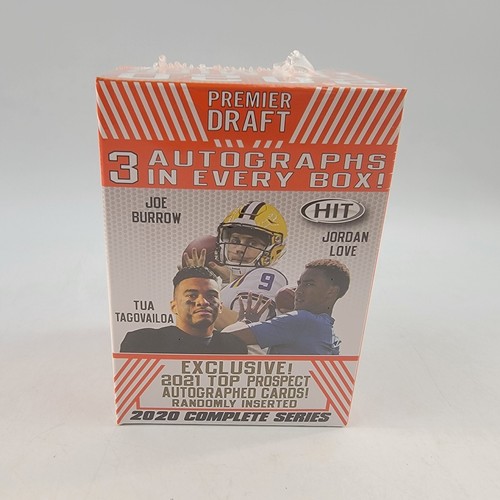 PREMIER
DRAFT
3 AUTOGRAPHS
IN EVERY BOX!
JOE
BURROW
HIT
JORDAN
LOVE
9
TUA
TAGOVAILOA
EXCLUSIVE!
2021 TOP PROSPECT
AUTOGRAPHED CARDS!
RANDOMLY INSERTED
2020 COMPLETE SERIES